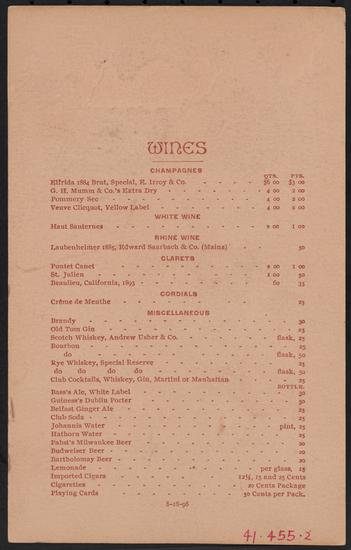 WINES
CHAMPAGNES
QTS. PTS.
Elfrida 1884 Brut, Special, E. Irroy & Co. $6 00 $3 00
G. H. Mumm & Co.'s Extra Dry 4 00 2 00
Pommery Sec 4 00 2 00
Veuve Clicquot, Yellow Label 4 00 2 00
WHITE WINE
Haut Sauternes 2 00 1 00
RHINE WINE
Laubenheimer 1885, Edward Saarbach & Co. (Mainz) 50
CLARETS
Pontet Canet 2 00 1 00
St. Julien 1 00 50
Beaulieu, California, 1893 60 35
CORDIALS
Crême de Menthe 25
MISCELLANEOUS
Brandy 30
Old Tom Gin 25
Scotch Whiskey, Andrew Usher & Co. flask, 25
Bourbon 25
do flask, 50
Rye Whiskey, Special Reserve 25
do do do do flask, 50
Club Cocktails, Whiskey, Gin, Martini or Manhattan 25
BOTTLE.
Bass's Ale, White Label 30
Guiness's Dublin Porter 30
Belfast Ginger Ale 25
Club Soda 25
Johannis Water pint, 25
Hathorn Water 25
Pabst's Milwaukee Beer 20
Budweiser Beer 20
Bartholomay Beer 20
Lemonade per glass, 15
Imported Cigars 12½, 15 and 25 Cents
Cigarettes 20 Cents Package
Playing Cards 50 Cents per Pack.
8-16-96
41.455.2